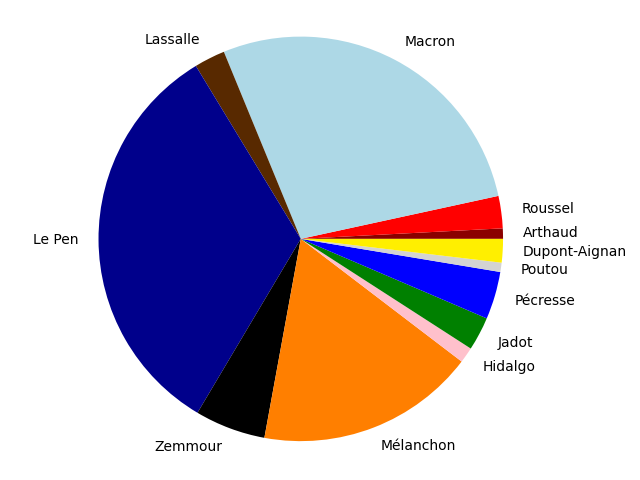 Lassalle
Macron
Roussel
Arthaud
Le Pen
Dupont-Aignan
Poutou
Pécresse
Jadot
Hidalgo
Zemmour
Mélanchon